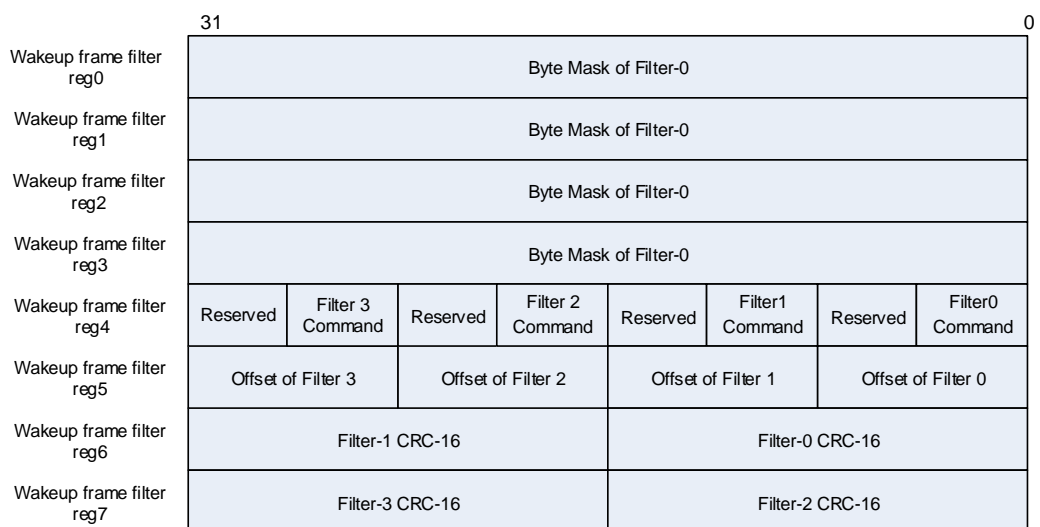 31 0
Wakeup frame filter
reg0
Byte Mask of Filter-0
Wakeup frame filter
reg1
Byte Mask of Filter-0
Wakeup frame filter
reg2
Byte Mask of Filter-0
Wakeup frame filter
reg3
Byte Mask of Filter-0
Wakeup frame filter
reg4
Reserved
Filter 3
Command
Reserved
Filter 2
Command
Reserved
Filter1
Command
Reserved
Filter0
Command
Wakeup frame filter
reg5
Offset of Filter 3
Offset of Filter 2
Offset of Filter 1
Offset of Filter 0
Wakeup frame filter
reg6
Filter-1 CRC-16
Filter-0 CRC-16
Wakeup frame filter
reg7
Filter-3 CRC-16
Filter-2 CRC-16